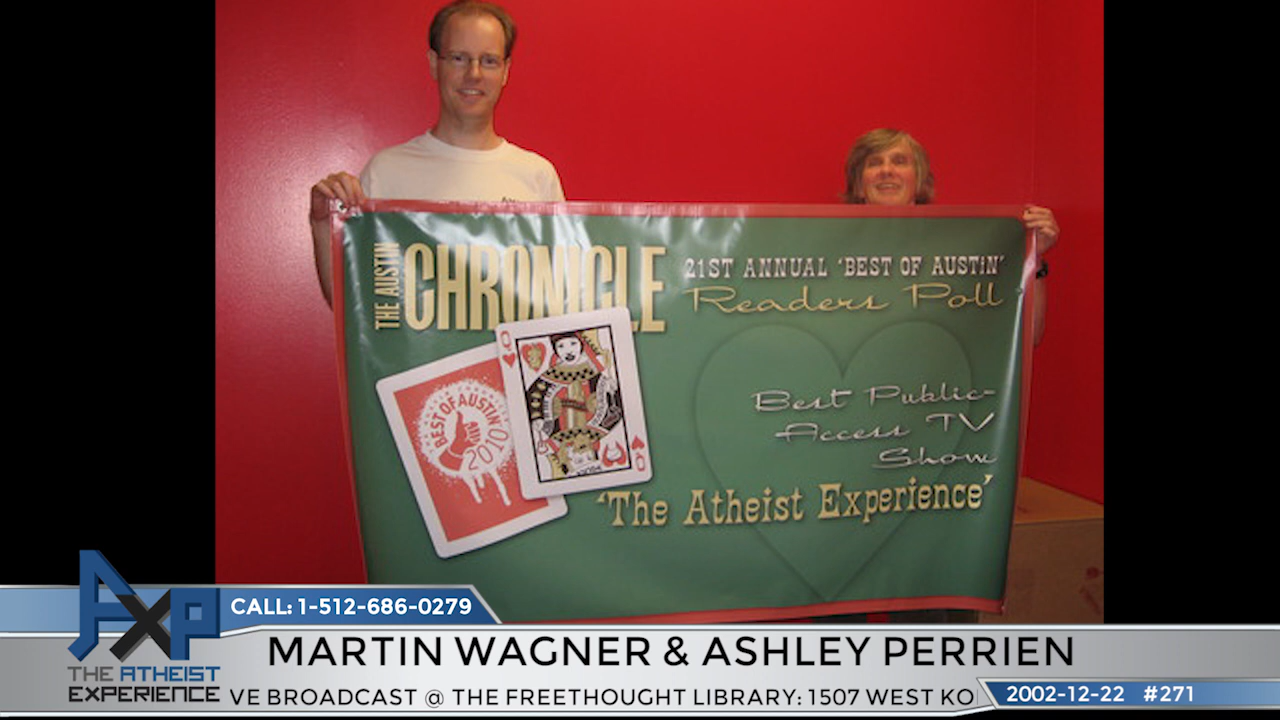 THE AUSTIN
CHRONICLE
21ST ANNUAL 'BEST OF AUSTIN'
Readers Poll
Q
BEST OF AUSTIN
2010
Q
Best Public-
Access TV
Show
'The Atheist Experience'
AXP
THE ATHEIST
EXPERIENCE
CALL: 1-512-686-0279
MARTIN WAGNER & ASHLEY PERRIEN
VE BROADCAST @ THE FREETHOUGHT LIBRARY: 1507 WEST KO
2002-12-22 #271